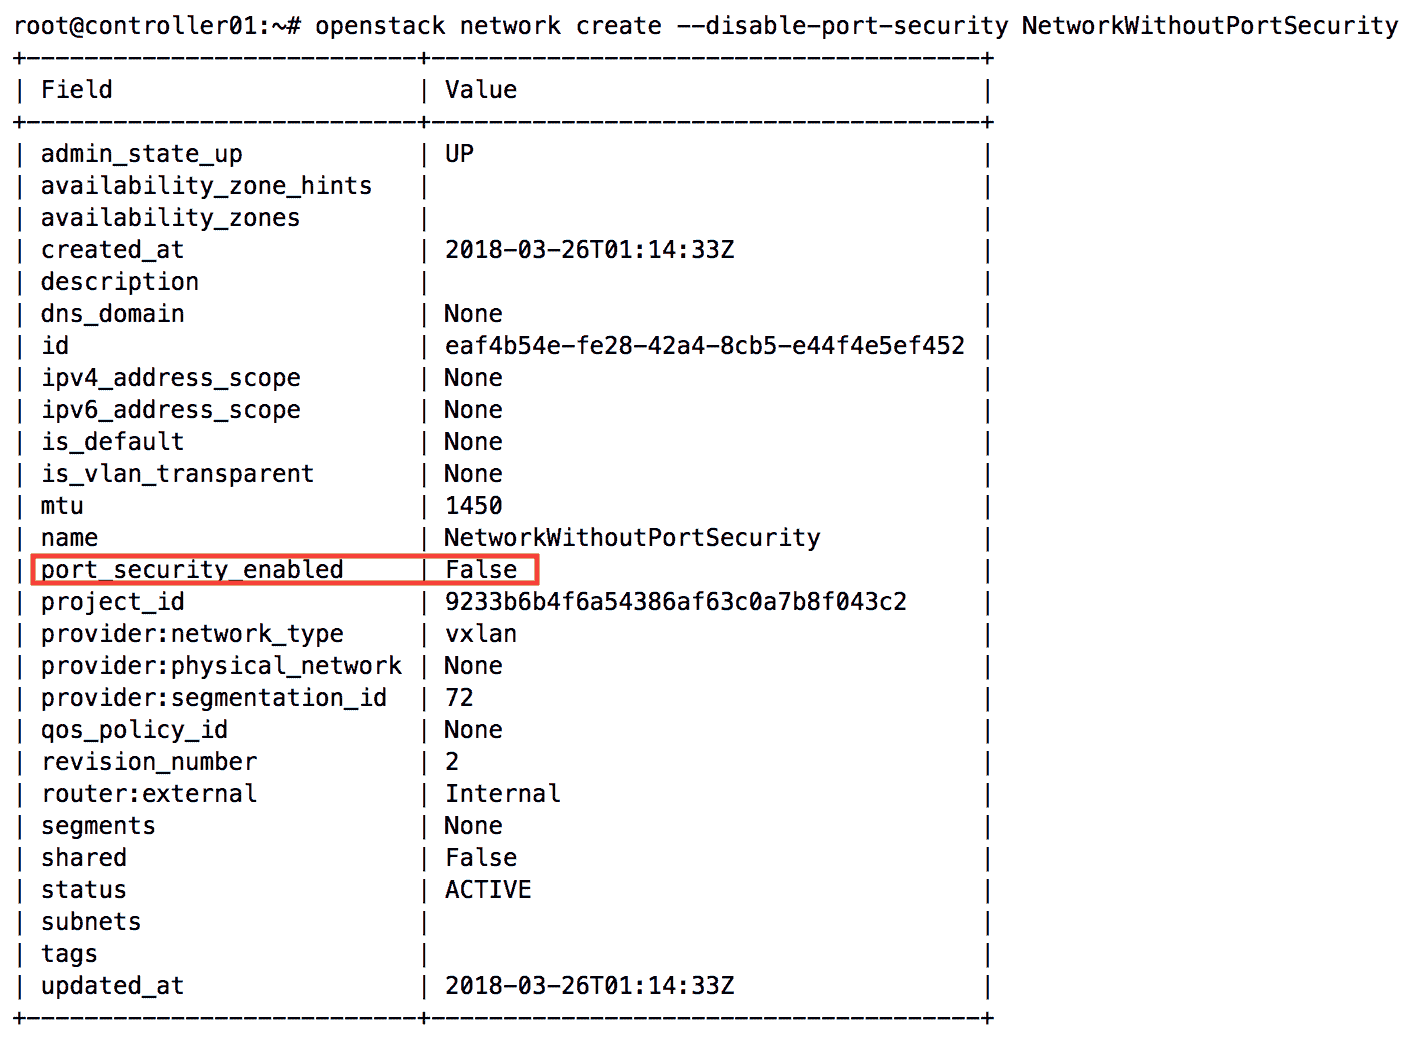 root@controller01:~# openstack network create --disable-port-security NetworkWithoutPortSecurity
+-----------------------------+--------------------------------------+
| Field                     | Value                                |
+-----------------------------+--------------------------------------+
| admin_state_up            | UP                                   |
| availability_zone_hints   |                                      |
| availability_zones        |                                      |
| created_at                | 2018-03-26T01:14:33Z                 |
| description               |                                      |
| dns_domain                | None                                 |
| id                        | eaf4b54e-fe28-42a4-8cb5-e44f4e5ef452 |
| ipv4_address_scope        | None                                 |
| ipv6_address_scope        | None                                 |
| is_default                | None                                 |
| is_vlan_transparent       | None                                 |
| mtu                       | 1450                                 |
| name                      | NetworkWithoutPortSecurity           |
| port_security_enabled     | False                                |
| project_id                | 9233b6b4f6a54386af63c0a7b8f043c2     |
| provider:network_type     | vxlan                                |
| provider:physical_network | None                                 |
| provider:segmentation_id  | 72                                   |
| qos_policy_id             | None                                 |
| revision_number           | 2                                    |
| router:external           | Internal                             |
| segments                  | None                                 |
| shared                    | False                                |
| status                    | ACTIVE                               |
| subnets                   |                                      |
| tags                      |                                      |
| updated_at                | 2018-03-26T01:14:33Z                 |
+-----------------------------+--------------------------------------+